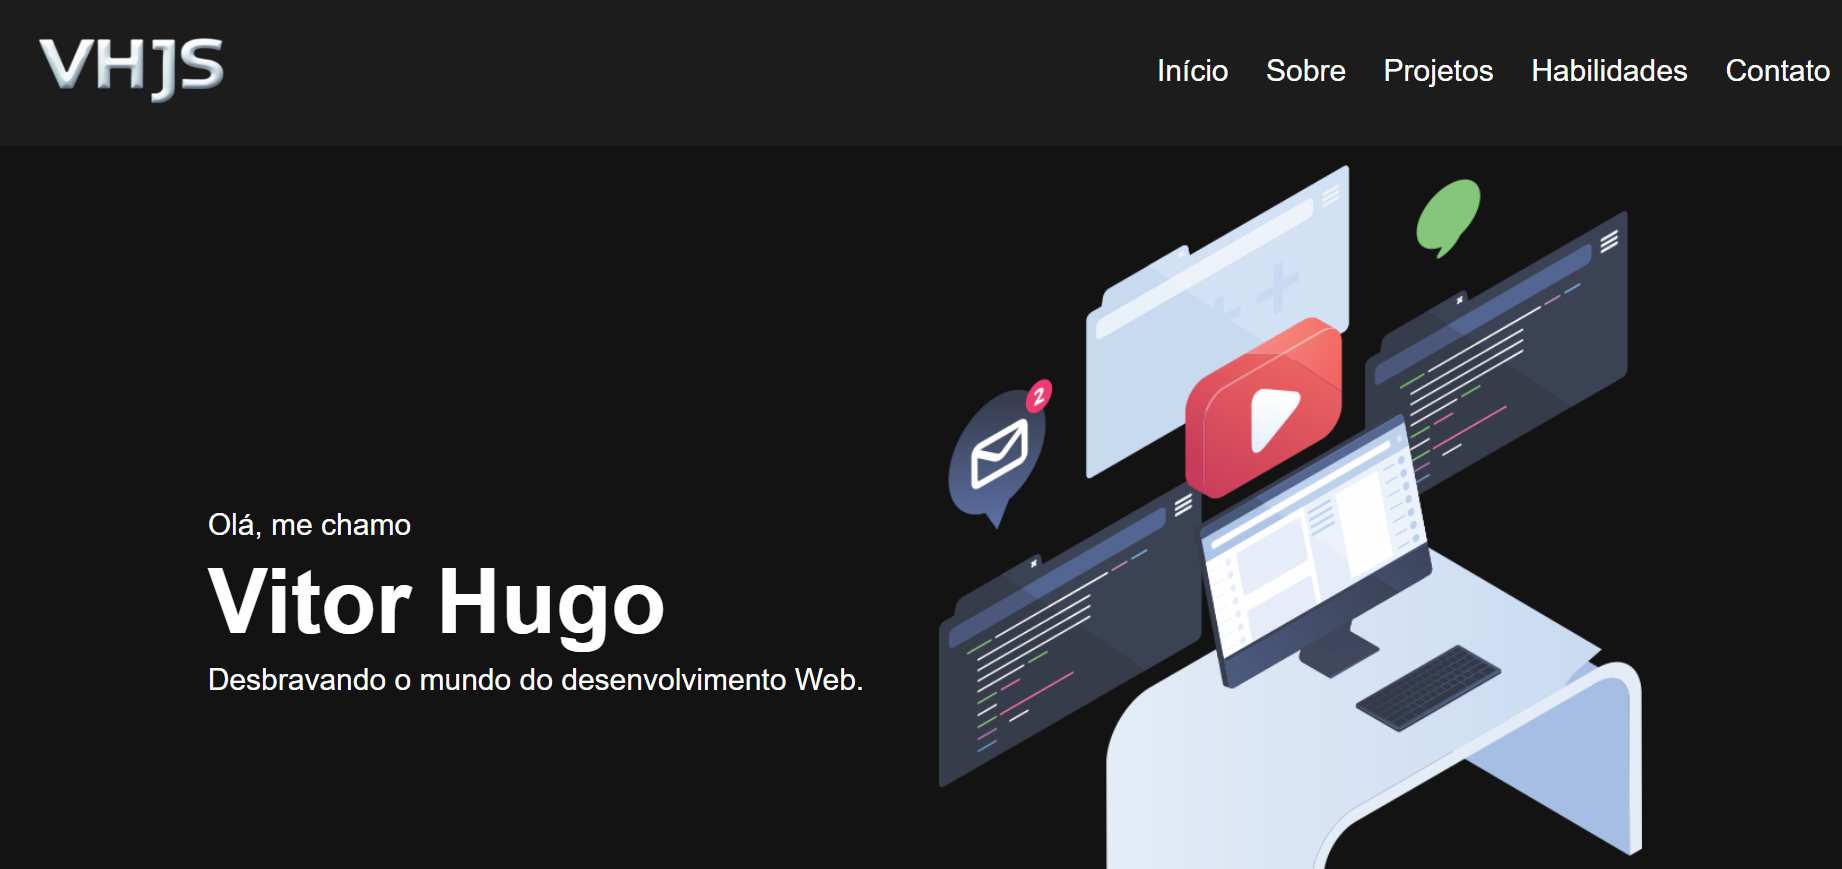 VHJS
Início Sobre Projetos Habilidades Contato
2
Olá, me chamo
Vitor Hugo
Desbravando o mundo do desenvolvimento Web.